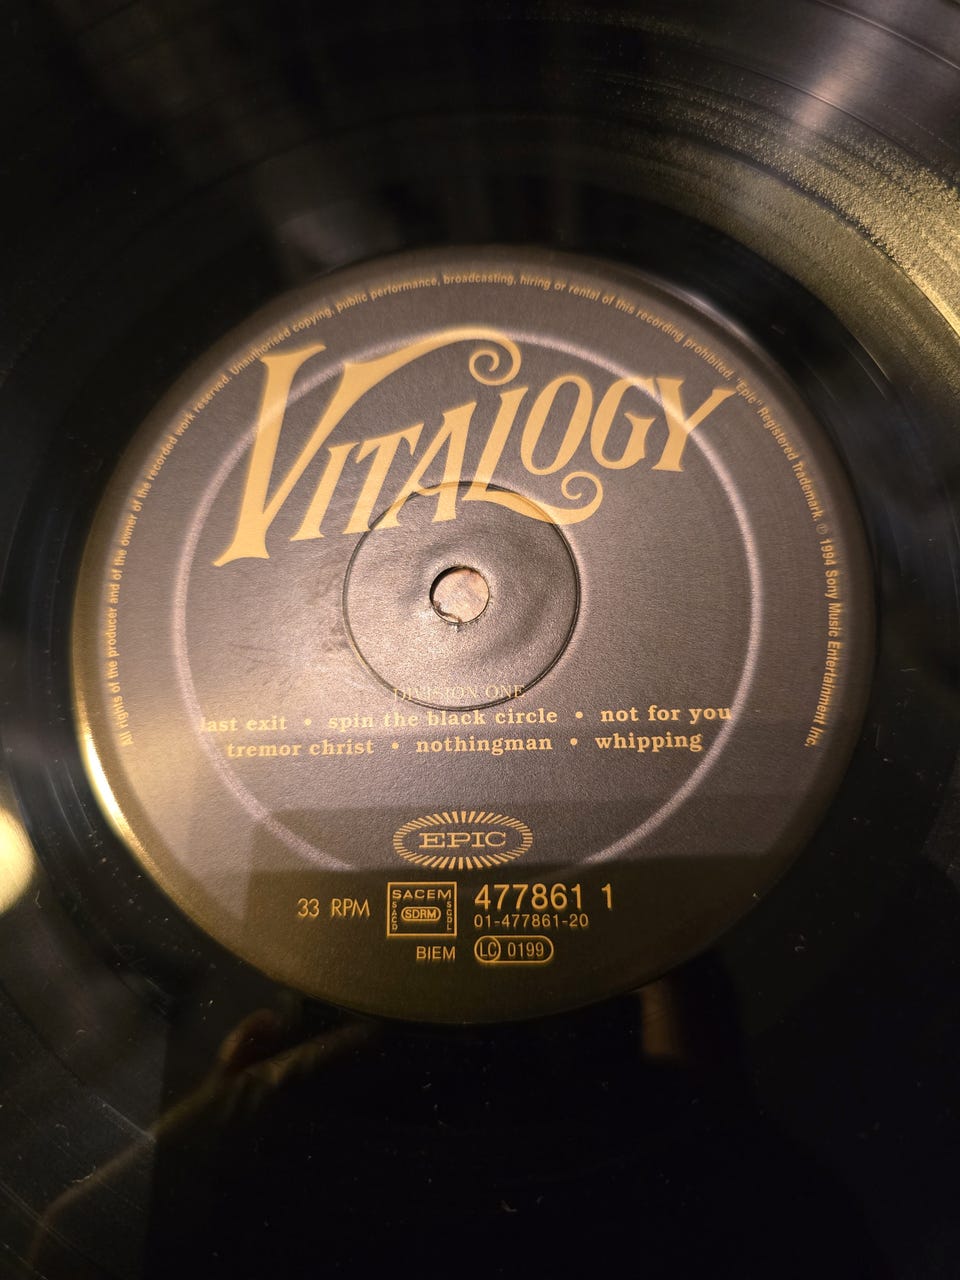 All rights of the producer and of the owner of the recorded work reserved. Unauthorised copying, public performance, broadcasting, hiring or rental of this recording prohibited. "Epic" Registered Trademark. ℗ 1994 Sony Music Entertainment Inc.
VITALOGY
DIVISION ONE
last exit • spin the black circle • not for you
tremor christ • nothingman • whipping
EPIC
33 RPM
SACEM
SACD
SDRM
SGDL
BIEM
477861 1
01-477861-20
LC 0199